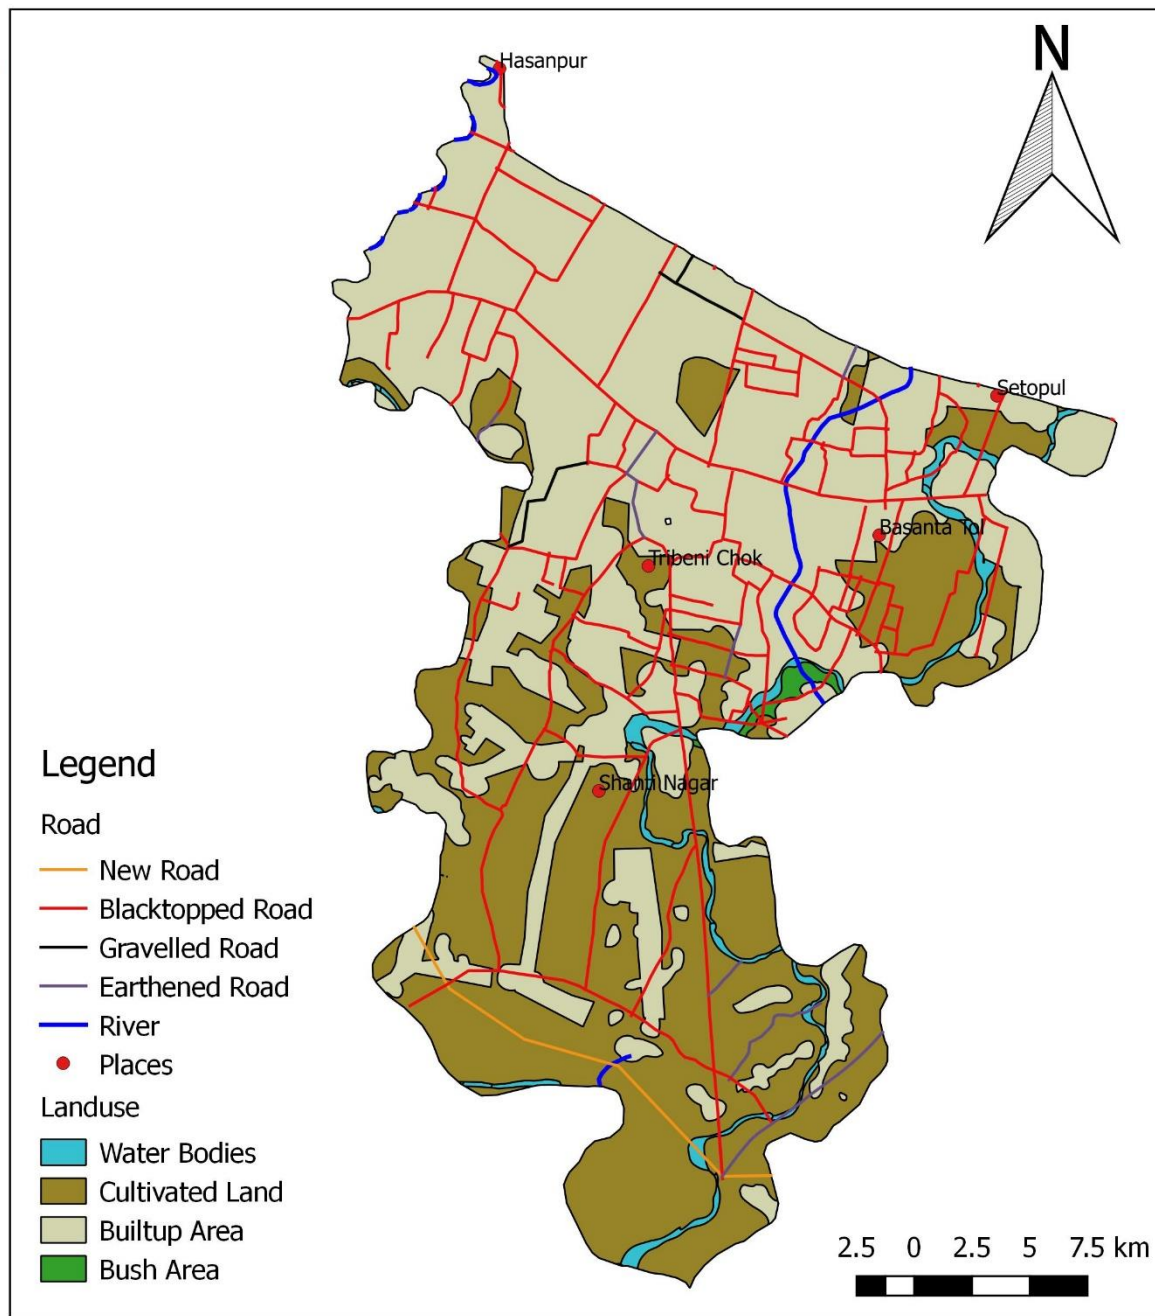 Hasanpur
N
Setopul
Basanta Tol
Tribeni Chok
Shanti Nagar
Legend
Road
New Road
Blacktopped Road
Gravelled Road
Earthened Road
River
Places
Landuse
Water Bodies
Cultivated Land
Builtup Area
Bush Area
2.5 0 2.5 5 7.5 km